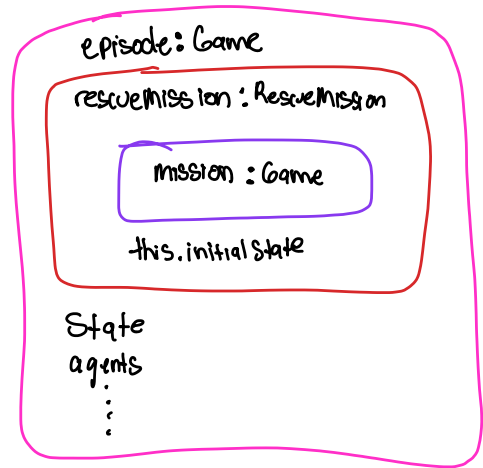 episode: Game
rescueMission: RescueMission
mission: Game
this.initialState
State
agents